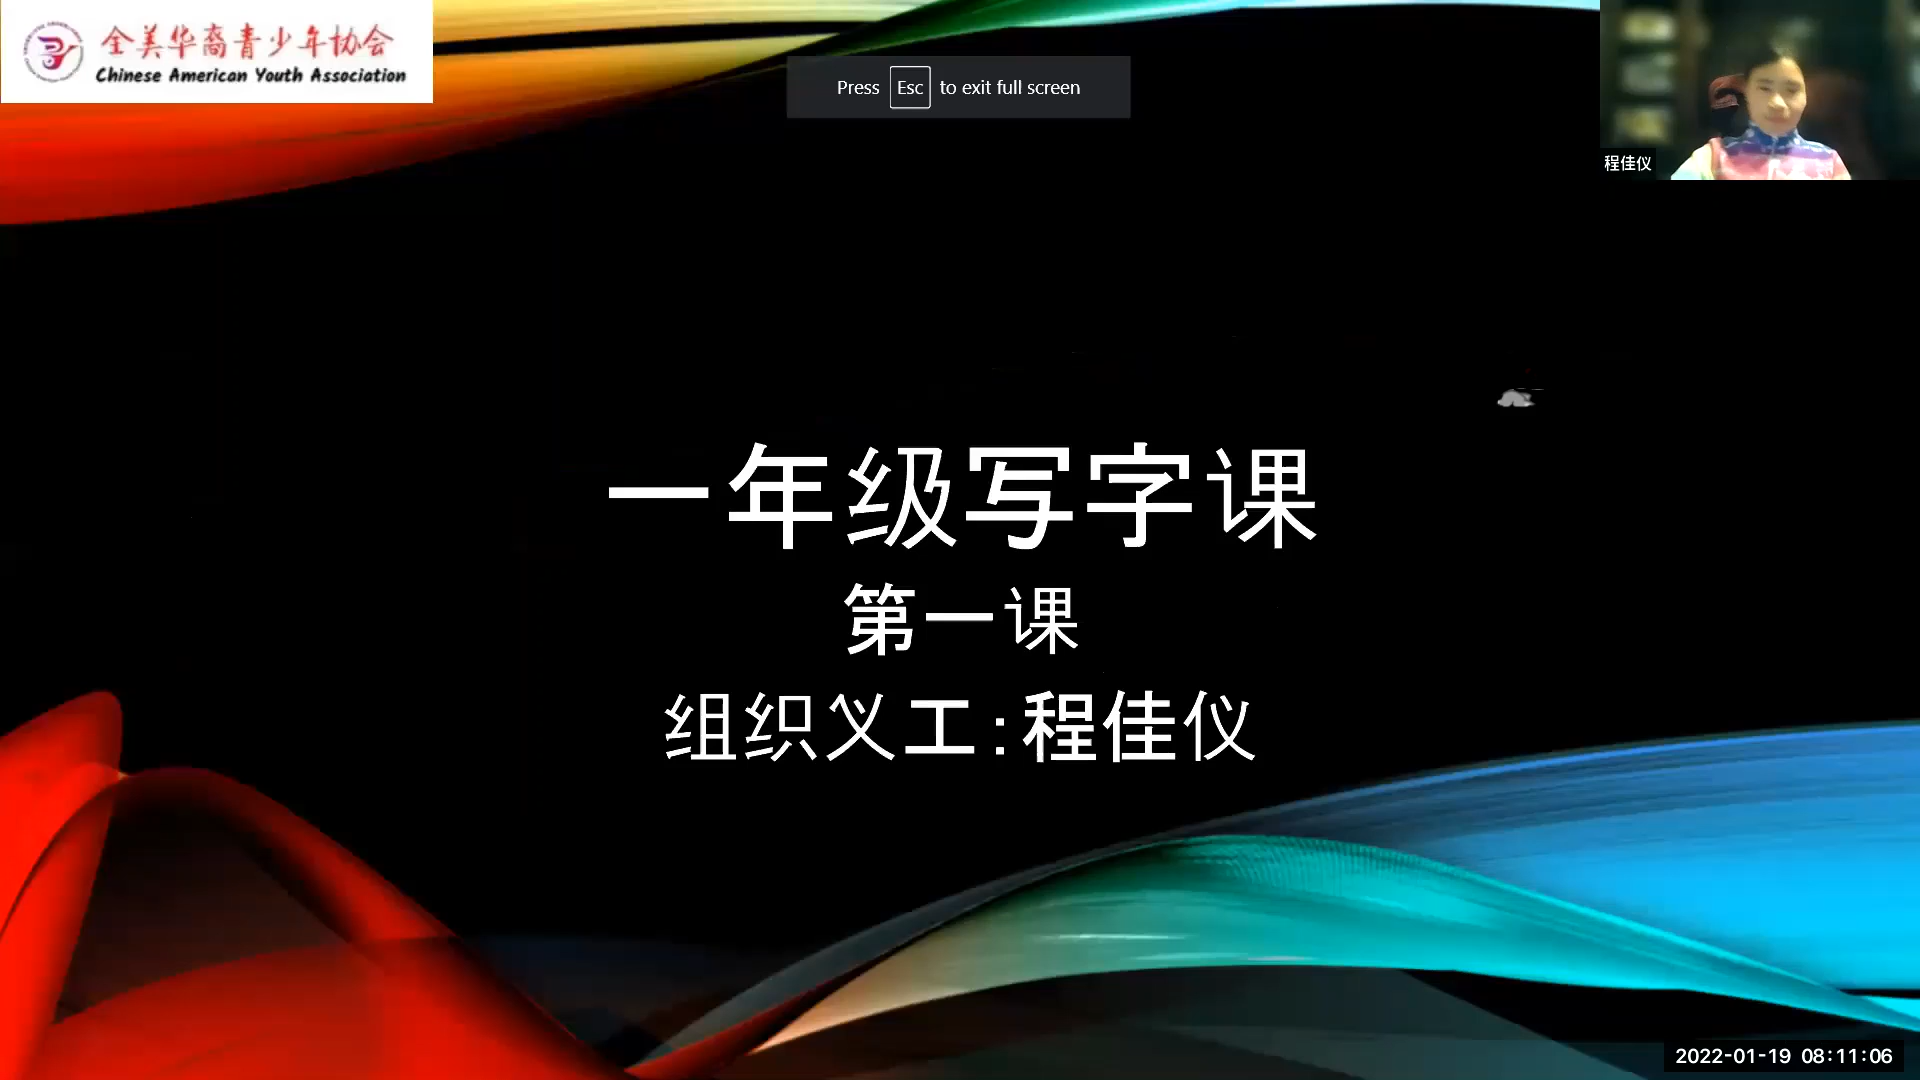 全美华裔青少年协会
Chinese American Youth Association
Press Esc to exit full screen
程佳仪
一年级写字课
第一课
组织义工:程佳仪
2022-01-19 08:11:06